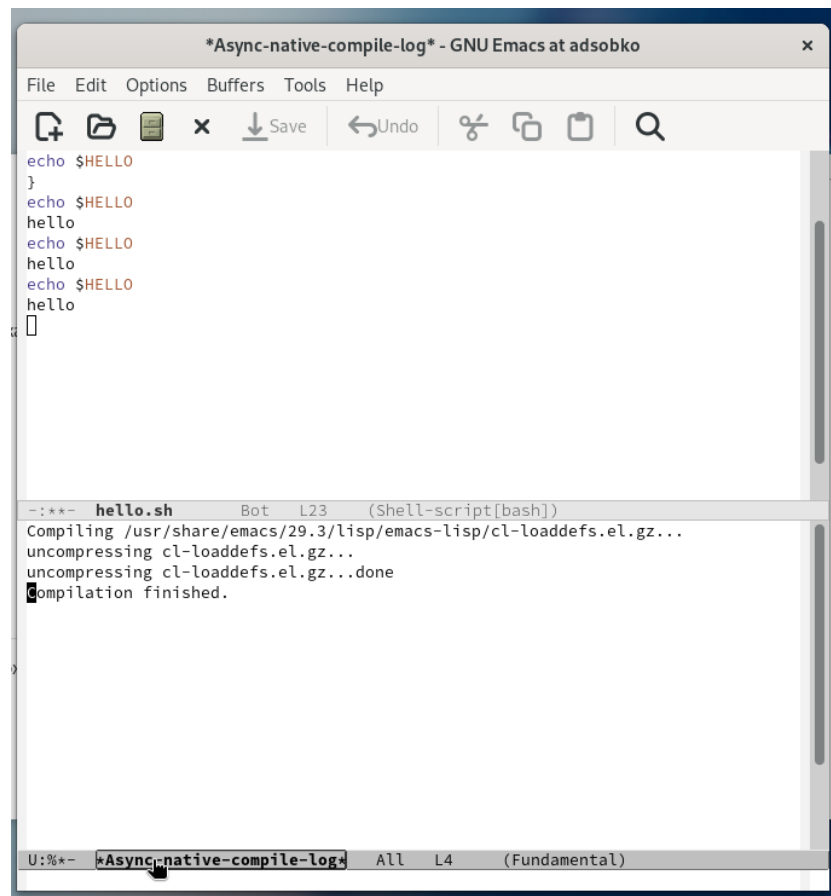 *Async-native-compile-log* - GNU Emacs at adsobko
File Edit Options Buffers Tools Help
Save Undo
echo $HELLO
}
echo $HELLO
hello
echo $HELLO
hello
echo $HELLO
hello
-:**- hello.sh Bot L23 (Shell-script[bash])
Compiling /usr/share/emacs/29.3/lisp/emacs-lisp/cl-loaddefs.el.gz...
uncompressing cl-loaddefs.el.gz...
uncompressing cl-loaddefs.el.gz...done
Compilation finished.
U:%*- *Async-native-compile-log* All L4 (Fundamental)